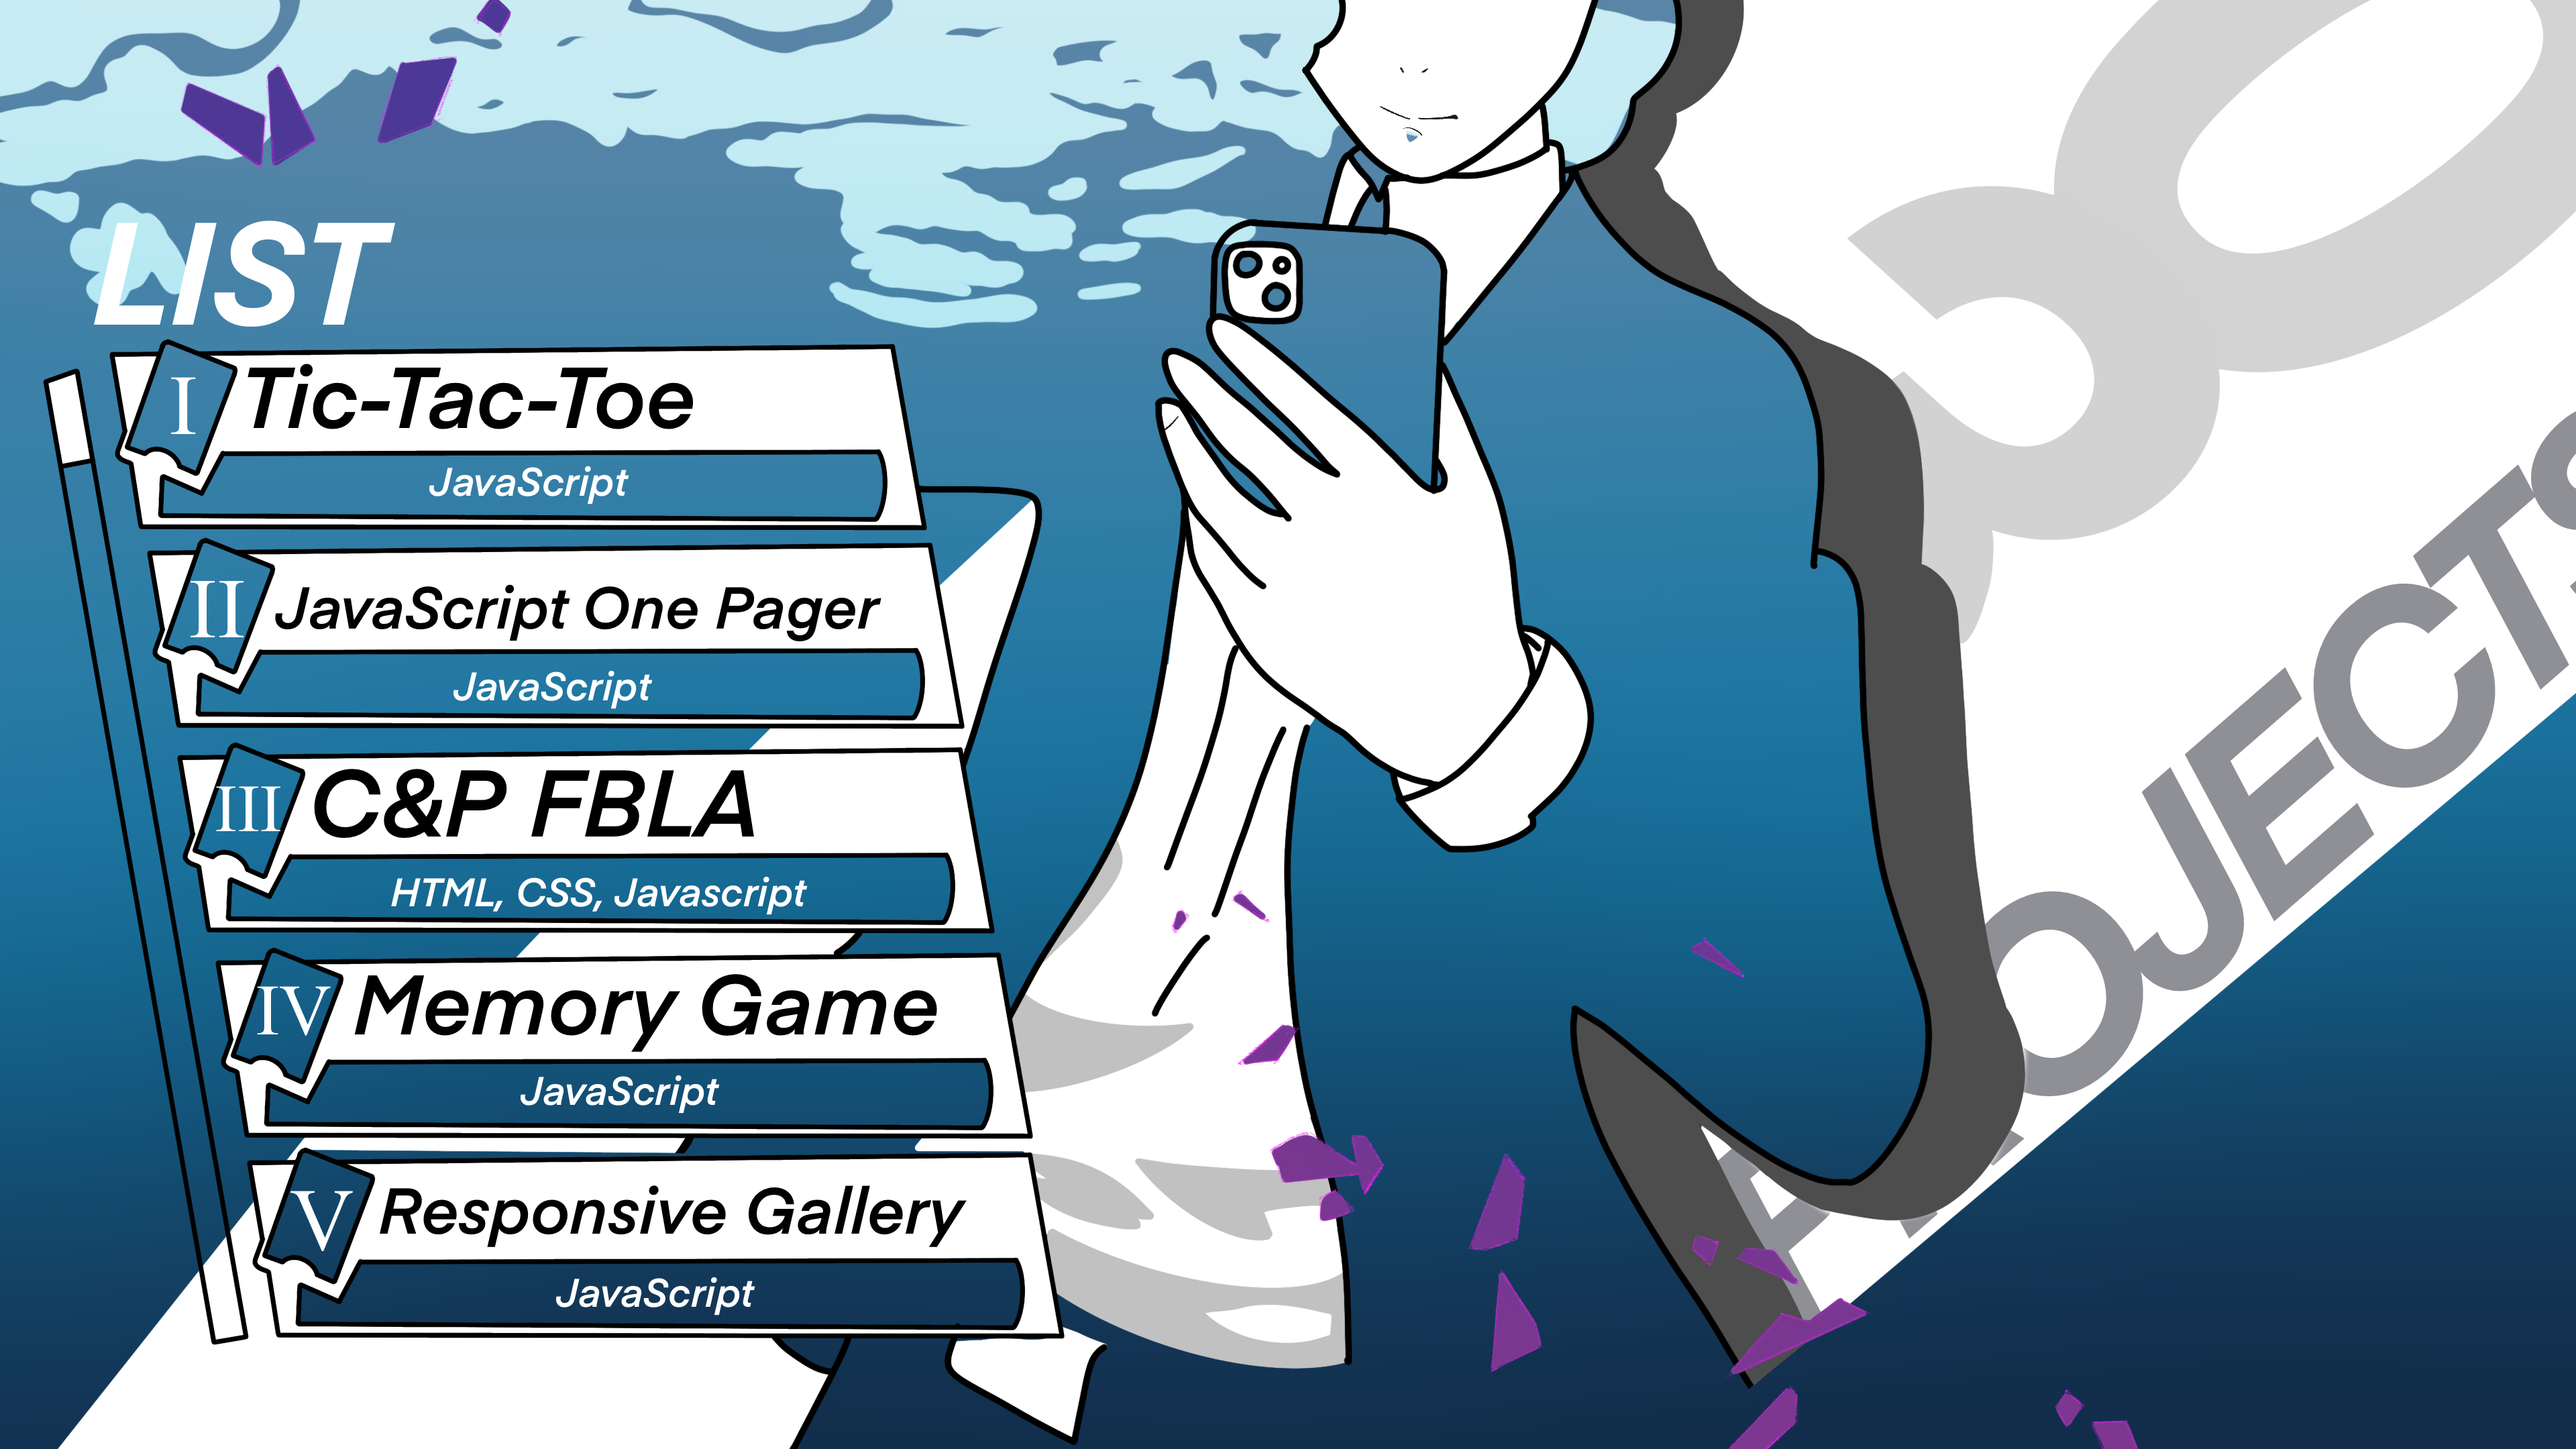 LIST
I
Tic-Tac-Toe
JavaScript
II
JavaScript One Pager
JavaScript
III
C&P FBLA
HTML, CSS, Javascript
IV
Memory Game
JavaScript
V
Responsive Gallery
JavaScript